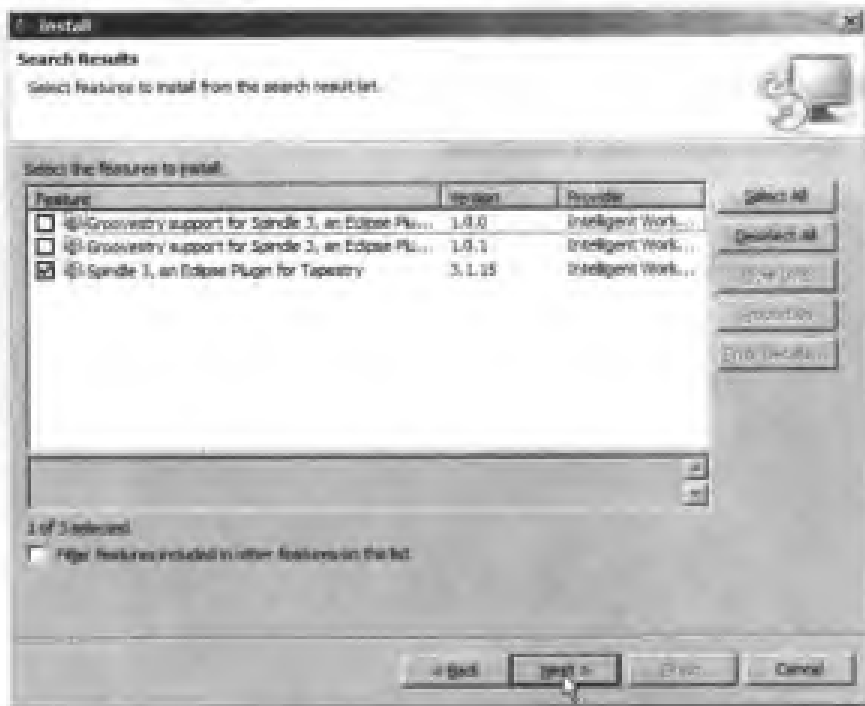 Install
Search Results
Select features to install from the search result list.
Select the features to install:
Feature Version Provider
Groovestry support for Spindle 3, an Eclipse Plu... 1.0.0 Intelligent Work...
Groovestry support for Spindle 3, an Eclipse Plu... 1.0.1 Intelligent Work...
Spindle 3, an Eclipse Plugin for Tapestry 3.1.15 Intelligent Work...
Select All
Deselect All
Error Details...
1 of 3 selected.
Filter features included in other features on the list
< Back Next > Finish Cancel